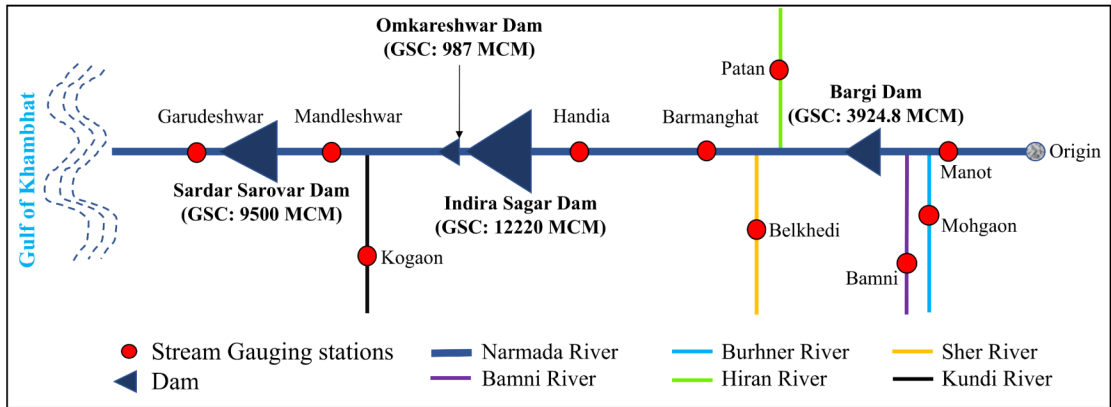 Omkareshwar Dam
(GSC: 987 MCM)
Patan
Bargi Dam
(GSC: 3924.8 MCM)
Garudeshwar
Mandleshwar
Handia
Barmanghat
Origin
Manot
Gulf of Khambhat
Sardar Sarovar Dam
(GSC: 9500 MCM)
Indira Sagar Dam
(GSC: 12220 MCM)
Kogaon
Belkhedi
Mohgaon
Bamni
Stream Gauging stations
Dam
Narmada River
Bamni River
Burhner River
Hiran River
Sher River
Kundi River